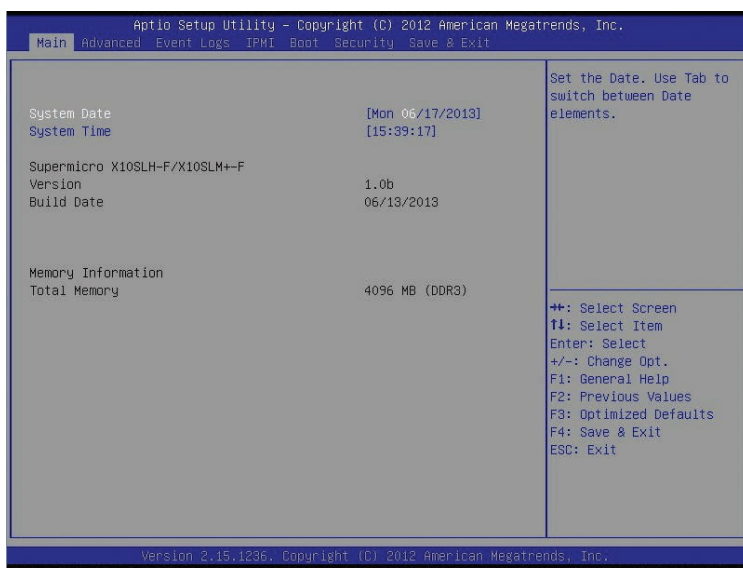 Aptio Setup Utility – Copyright (C) 2012 American Megatrends, Inc.
Main Advanced Event Logs IPMI Boot Security Save & Exit
System Date [Mon 06/17/2013]
System Time [15:39:17]
Supermicro X10SLH-F/X10SLM+-F
Version 1.0b
Build Date 06/13/2013
Memory Information
Total Memory 4096 MB (DDR3)
Set the Date. Use Tab to
switch between Date
elements.
→←: Select Screen
↑↓: Select Item
Enter: Select
+/-: Change Opt.
F1: General Help
F2: Previous Values
F3: Optimized Defaults
F4: Save & Exit
ESC: Exit
Version 2.15.1236. Copyright (C) 2012 American Megatrends, Inc.